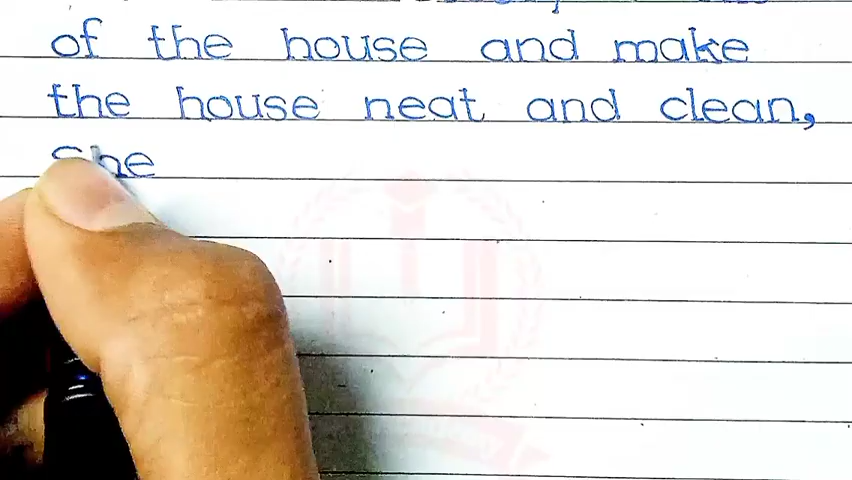 of the house and make
the house neat and clean,
She